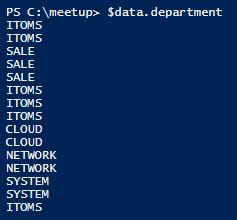 PS C:\meetup> $data.department
ITOMS
ITOMS
SALE
SALE
SALE
ITOMS
ITOMS
ITOMS
CLOUD
CLOUD
NETWORK
NETWORK
SYSTEM
SYSTEM
ITOMS